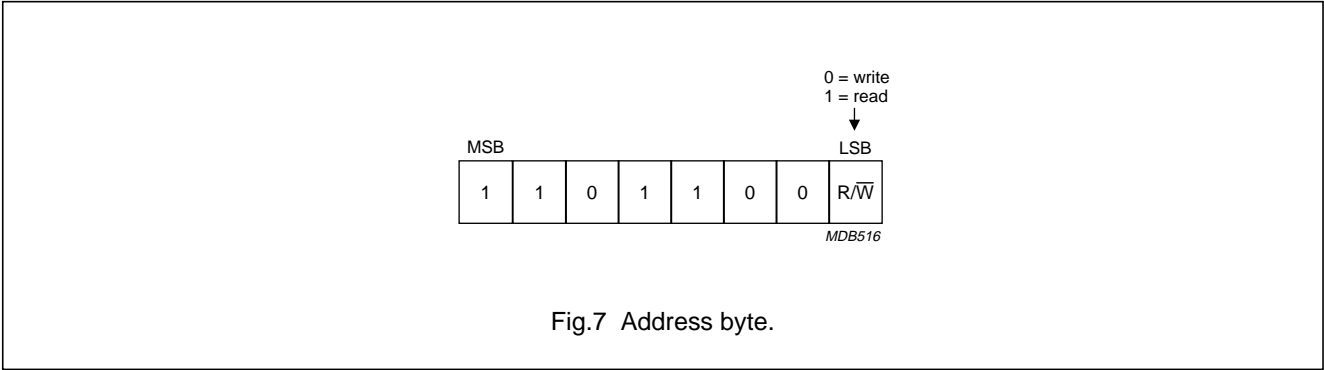 0 = write
1 = read
MSB LSB
1 1 0 1 1 0 0 R/W̅
MDB516
Fig.7 Address byte.